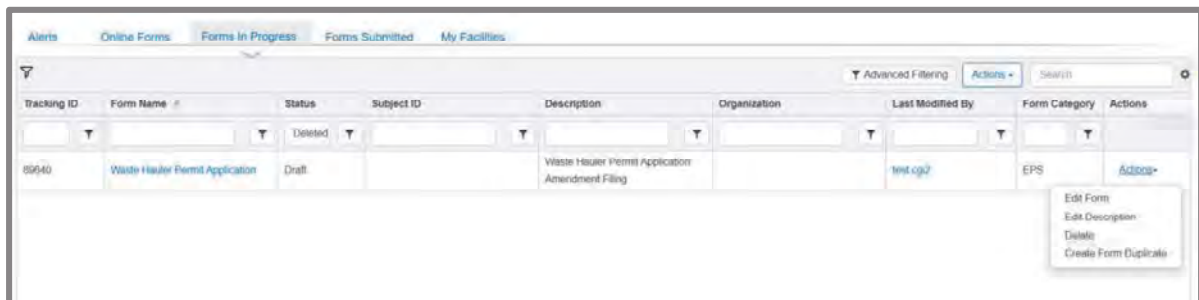 Alerts Online Forms Forms In Progress Forms Submitted My Facilities
Advanced Filtering Actions Search
Tracking ID Form Name Status Subject ID Description Organization Last Modified By Form Category Actions
Deleted
89640 Waste Hauler Permit Application Draft Waste Hauler Permit Application EPS Actions
Amendment Filing
Edit Form
Edit Description
Delete
Create Form Duplicate